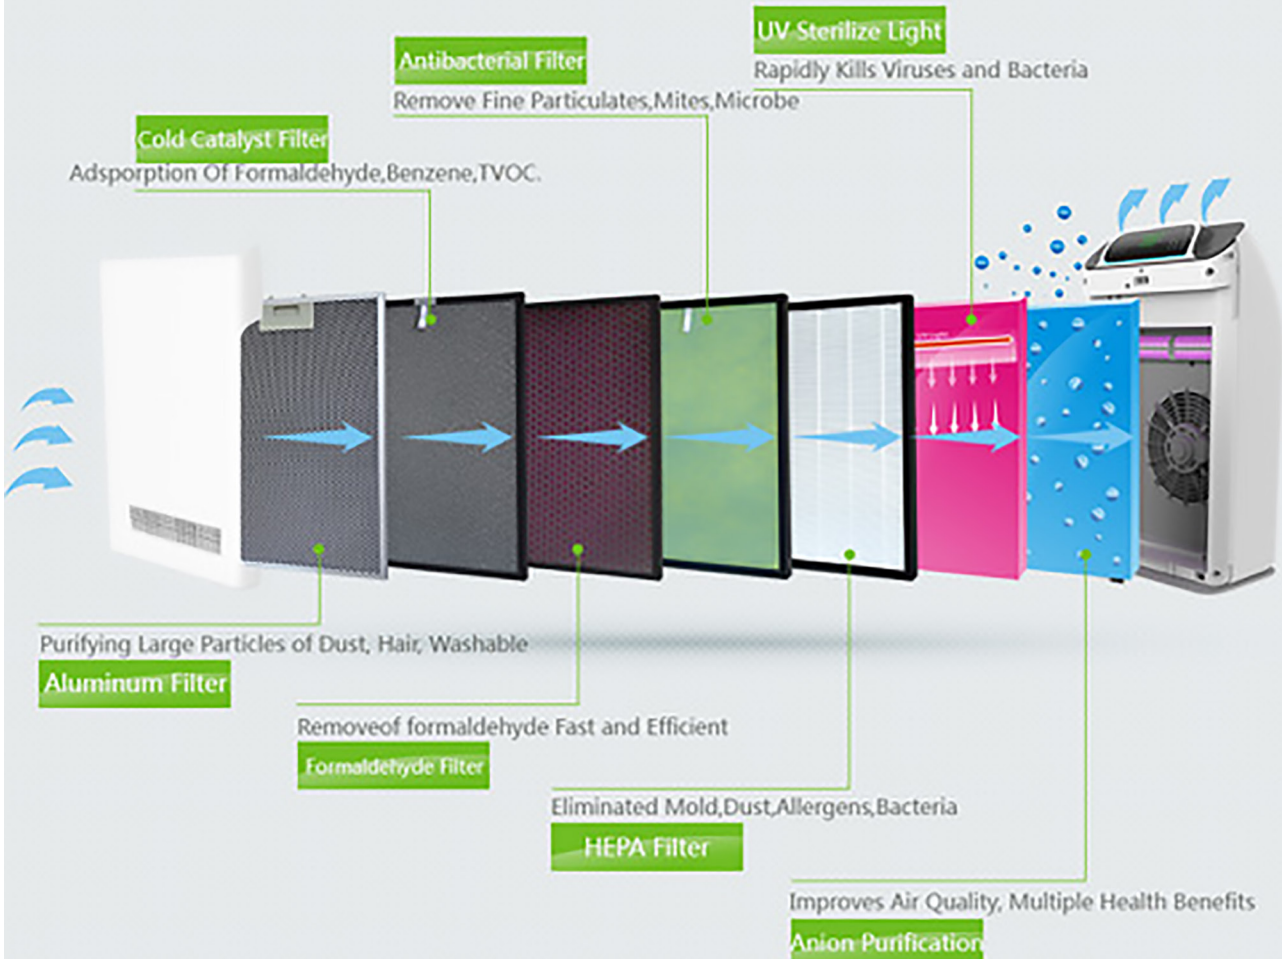 UV Sterilize Light
Rapidly Kills Viruses and Bacteria
Antibacterial Filter
Remove Fine Particulates,Mites,Microbe
Cold Catalyst Filter
Adsporption Of Formaldehyde,Benzene,TVOC.
Purifying Large Particles of Dust, Hair, Washable
Aluminum Filter
Removeof formaldehyde Fast and Efficient
Formaldehyde Filter
Eliminated Mold,Dust,Allergens,Bacteria
HEPA Filter
Improves Air Quality, Multiple Health Benefits
Anion Purification